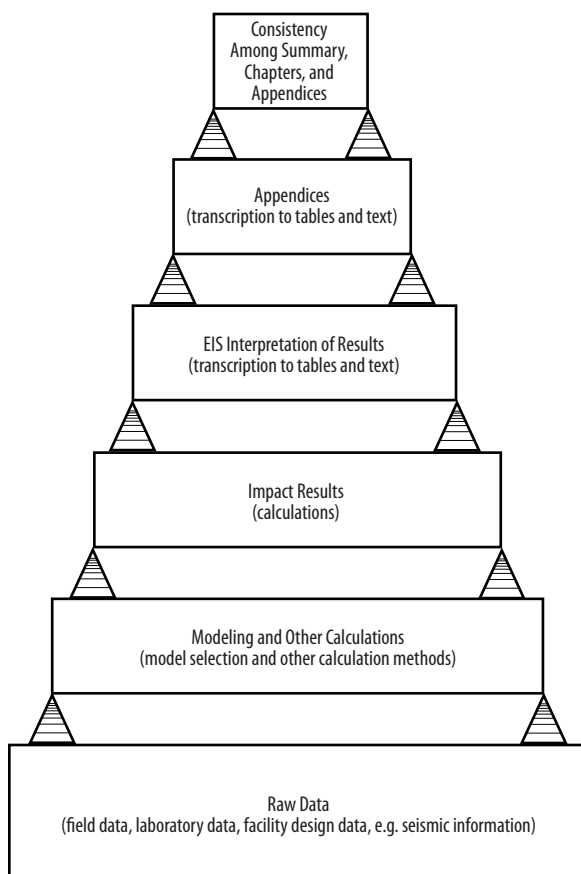 Consistency
Among Summary,
Chapters, and
Appendices
Appendices
(transcription to tables and text)
EIS Interpretation of Results
(transcription to tables and text)
Impact Results
(calculations)
Modeling and Other Calculations
(model selection and other calculation methods)
Raw Data
(field data, laboratory data, facility design data, e.g. seismic information)